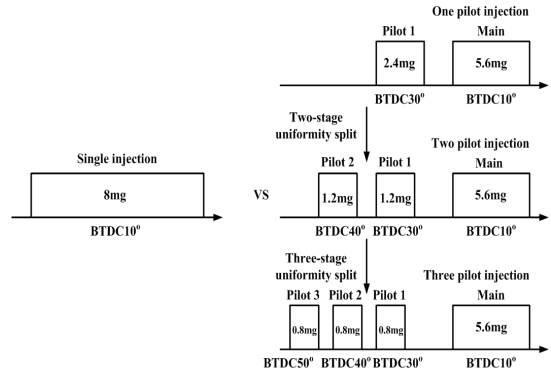 One pilot injection
Pilot 1
Main
2.4mg
5.6mg
BTDC30°
BTDC10°
Two-stage
uniformity split
Single injection
8mg
BTDC10°
VS
Two pilot injection
Pilot 2
Pilot 1
Main
1.2mg
1.2mg
5.6mg
BTDC40°
BTDC30°
BTDC10°
Three-stage
uniformity split
Three pilot injection
Pilot 3
Pilot 2
Pilot 1
Main
0.8mg
0.8mg
0.8mg
5.6mg
BTDC50°
BTDC40°
BTDC30°
BTDC10°